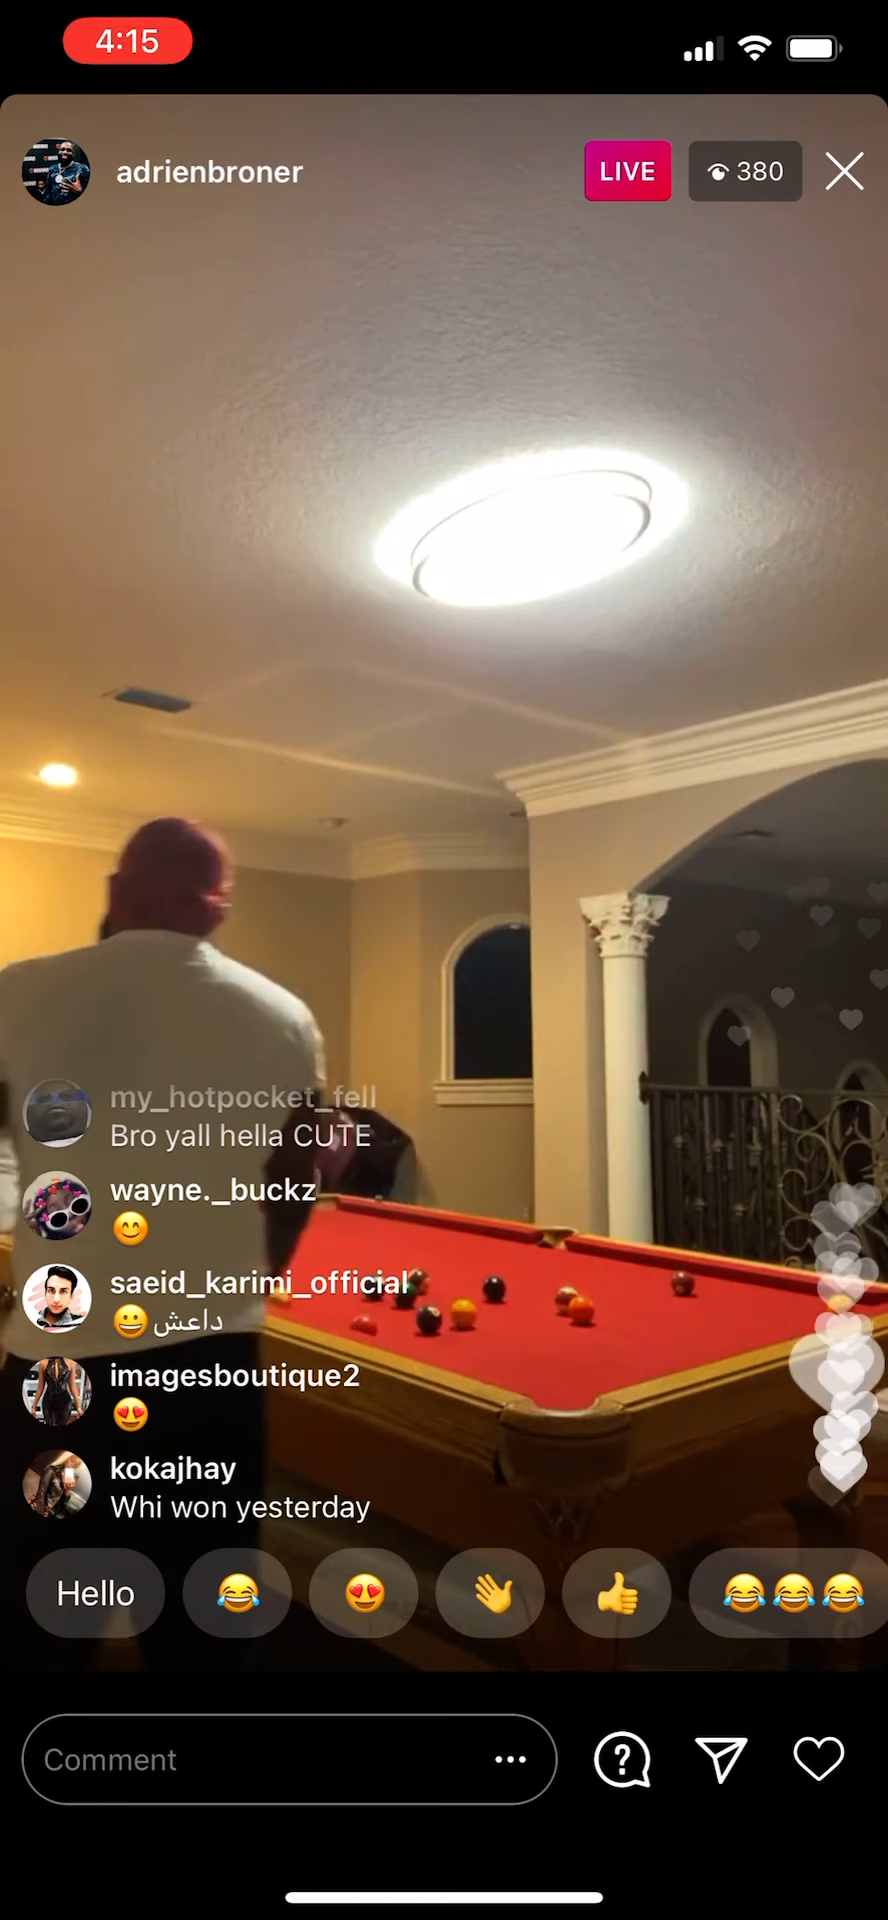 4:15
adrienbroner
LIVE
380
my_hotpocket_fell
Bro yall hella CUTE
wayne._buckz
😊
saeid_karimi_official
😀 داعش
imagesboutique2
😍
kokajhay
Whi won yesterday
Hello 😂 😍 👋 👍 😂😂😂
Comment